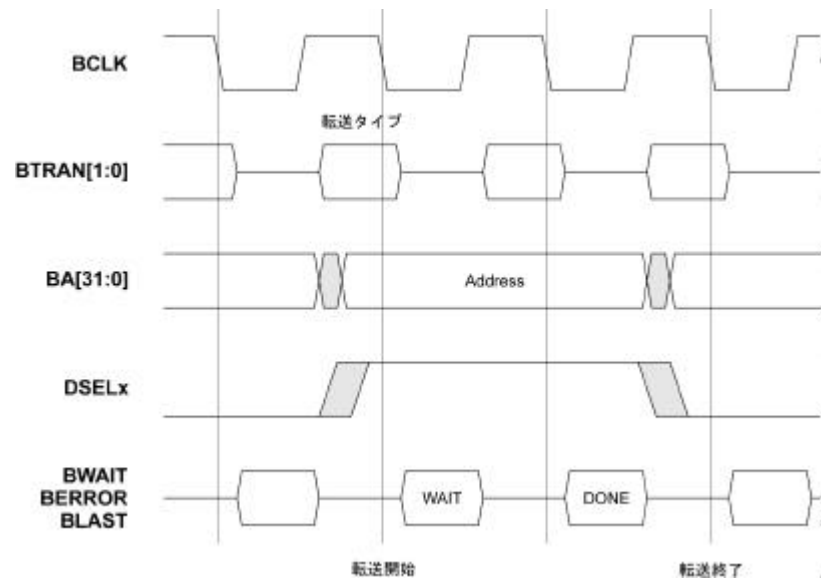 BCLK
転送タイプ
BTRAN[1:0]
BA[31:0]
Address
DSELx
BWAIT
BERROR
BLAST
WAIT
DONE
転送開始
転送終了